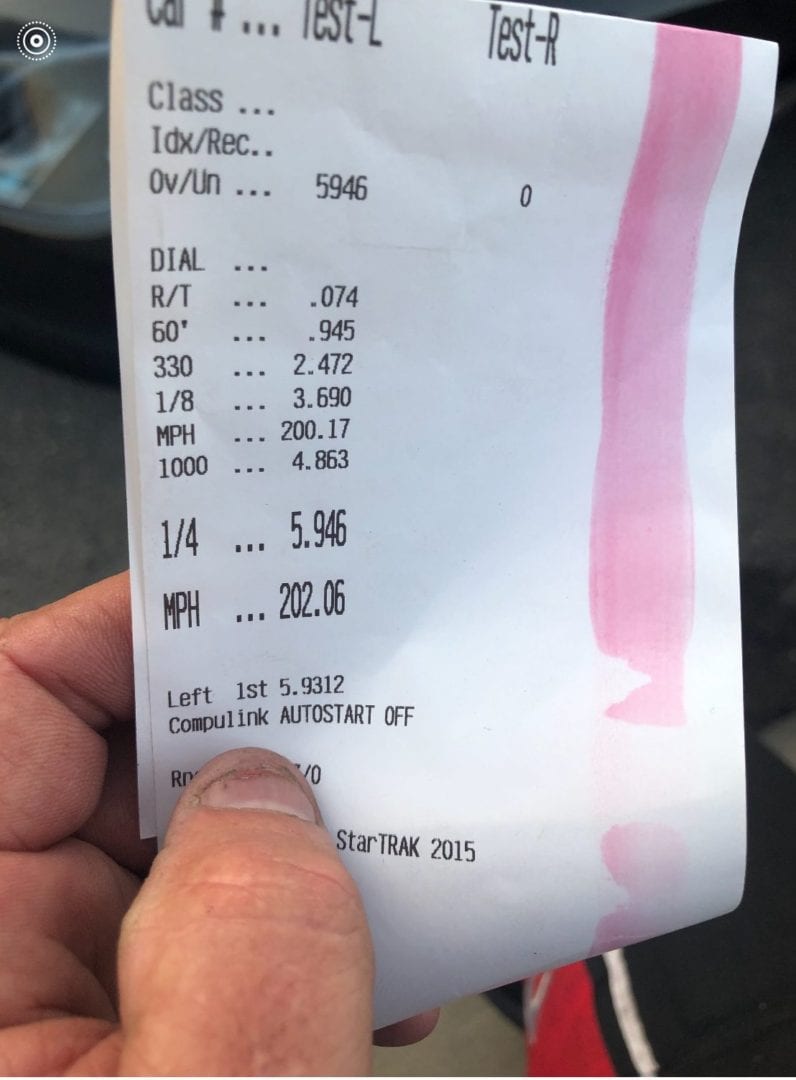 Car # ... Test-L Test-R
Class ...
Idx/Rec..
Ov/Un ... 5946 0
DIAL ...
R/T ... .074
60' ... .945
330 ... 2.472
1/8 ... 3.690
MPH ... 200.17
1000 ... 4.863
1/4 ... 5.946
MPH ... 202.06
Left 1st 5.9312
Compulink AUTOSTART OFF
/0
StarTRAK 2015